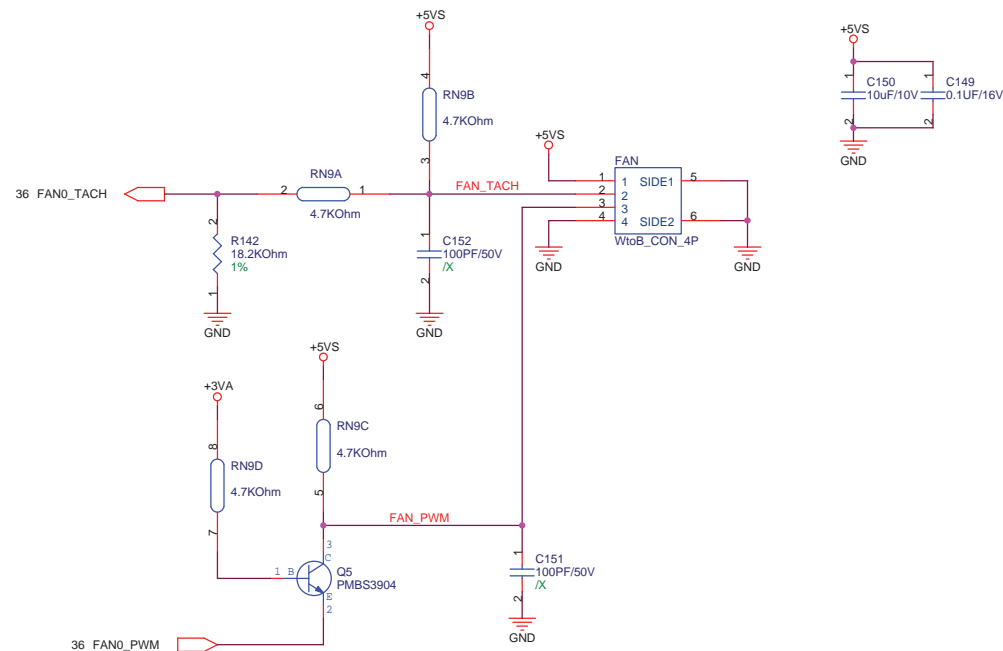 +5VS
4
RN9B
4.7KOhm
3
+5VS
1
C150
10uF/10V
2
1
C149
0.1UF/16V
2
GND
36 FAN0_TACH
2
RN9A
1
4.7KOhm
FAN_TACH
+5VS
FAN
1
2
3
4
1
2
3
4
SIDE1
SIDE2
5
6
WtoB_CON_4P
GND
GND
2
R142
18.2KOhm
1%
1
GND
1
C152
100PF/50V
/X
2
GND
+5VS
6
RN9C
4.7KOhm
5
+3VA
8
RN9D
4.7KOhm
7
FAN_PWM
3
C
1 B
Q5
PMBS3904
E
2
1
C151
100PF/50V
/X
2
GND
36 FAN0_PWM